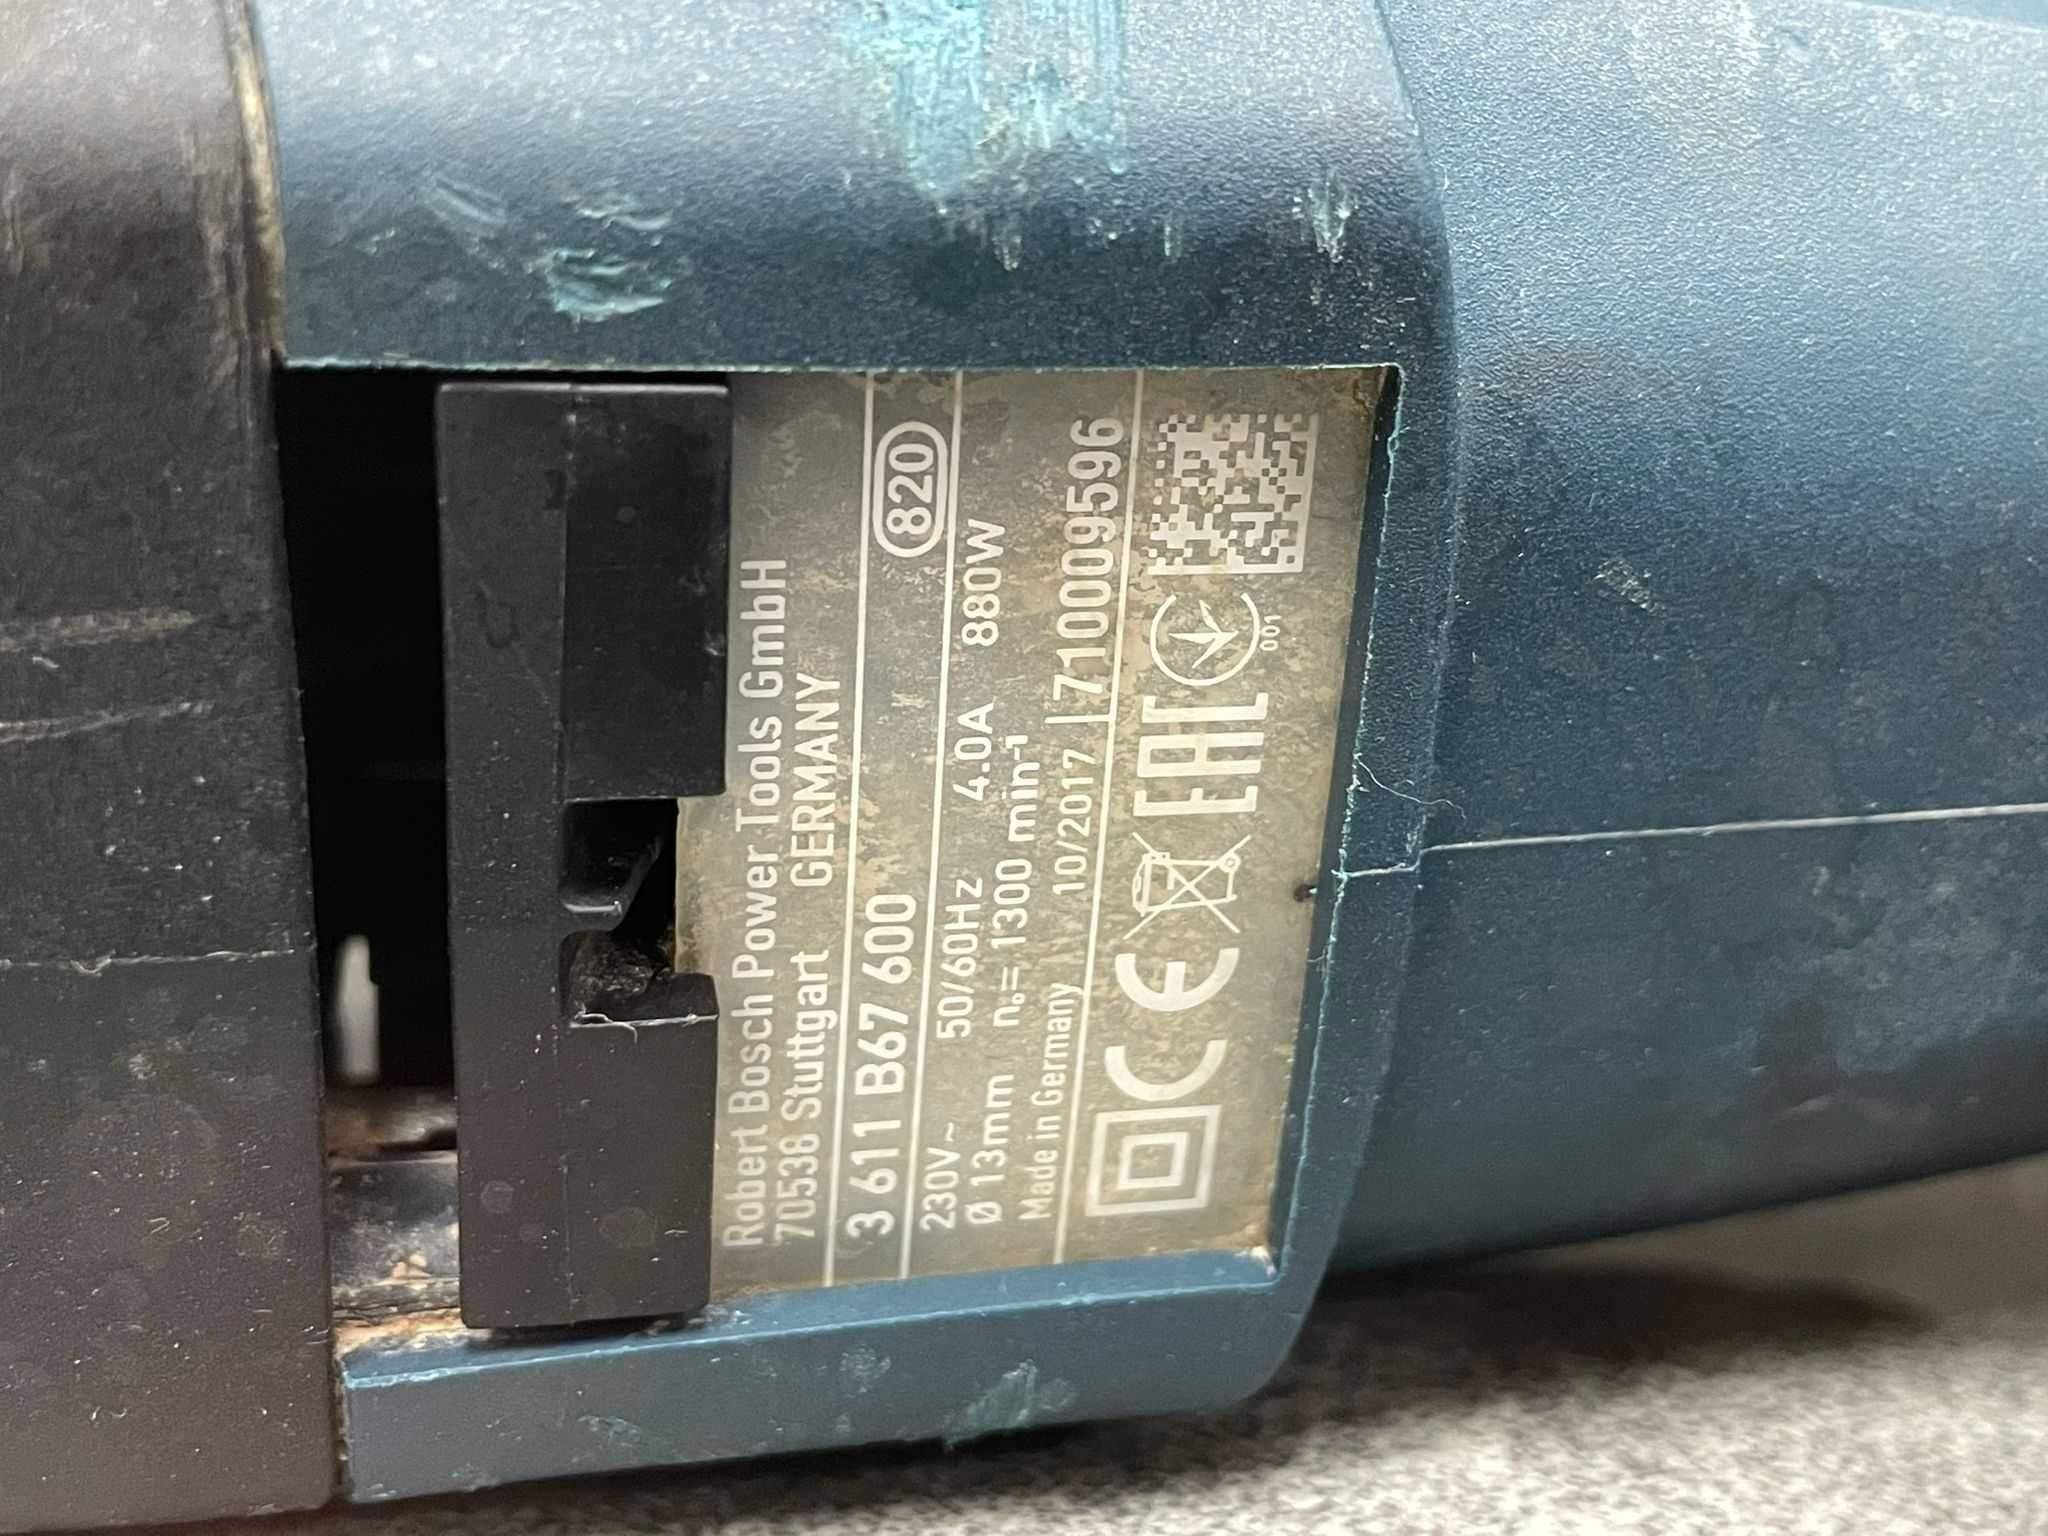 Robert Bosch Power Tools GmbH
70538 Stuttgart GERMANY
3 611 B67 600 820
230V~ 50/60Hz 4.0A 880W
Ø 13mm n₀= 1300 min⁻¹
Made in Germany 10/2017 | 710009596
CE EAC 001